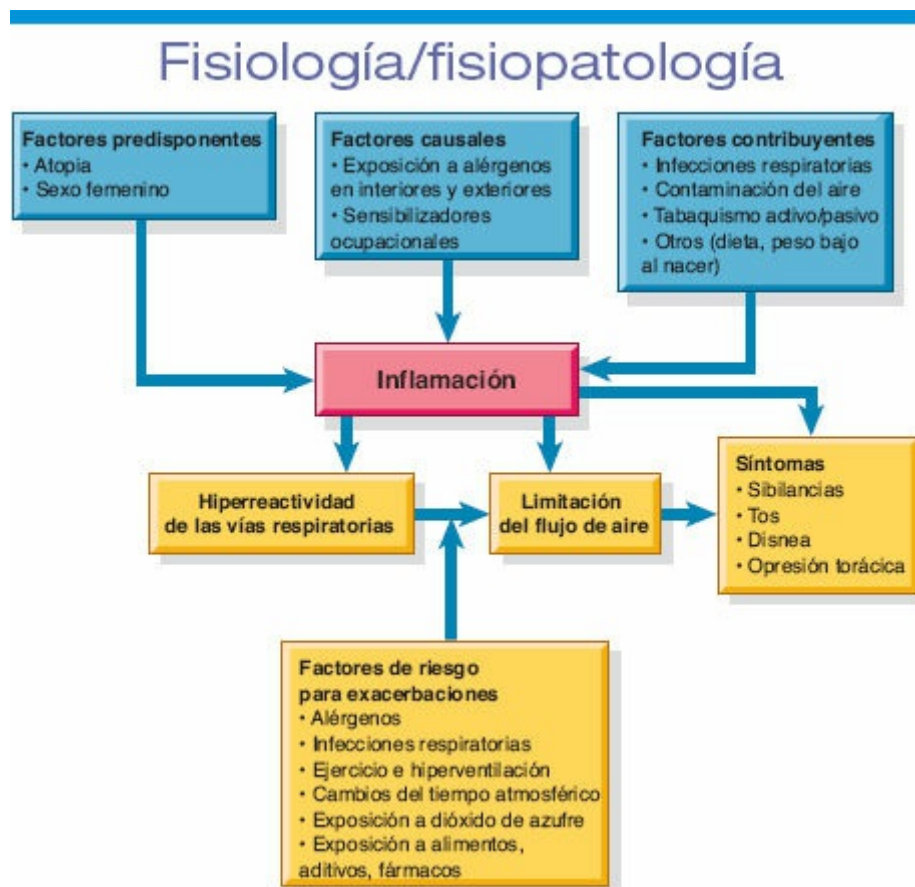 Fisiología/fisiopatología
Factores predisponentes
• Atopia
• Sexo femenino
Factores causales
• Exposición a alérgenos
en interiores y exteriores
• Sensibilizadores
ocupacionales
Factores contribuyentes
• Infecciones respiratorias
• Contaminación del aire
• Tabaquismo activo/pasivo
• Otros (dieta, peso bajo
al nacer)
Inflamación
Hiperreactividad
de las vías respiratorias
Limitación
del flujo de aire
Síntomas
• Sibilancias
• Tos
• Disnea
• Opresión torácica
Factores de riesgo
para exacerbaciones
• Alérgenos
• Infecciones respiratorias
• Ejercicio e hiperventilación
• Cambios del tiempo atmosférico
• Exposición a dióxido de azufre
• Exposición a alimentos,
aditivos, fármacos